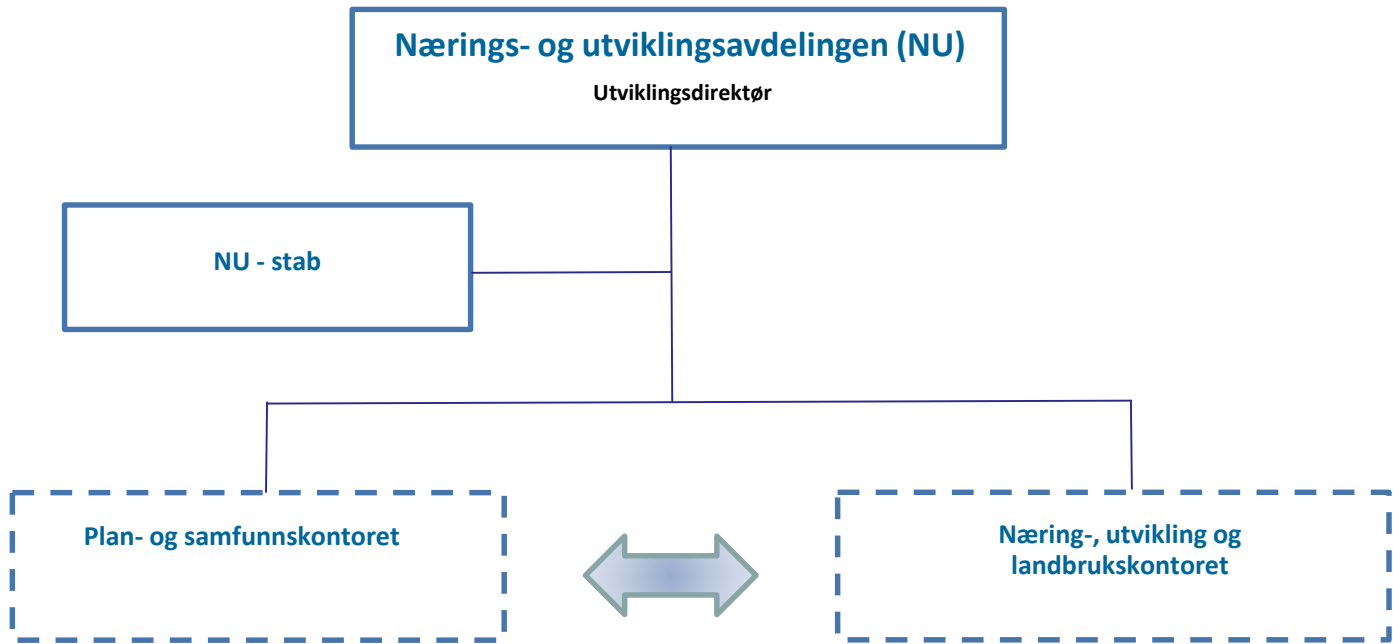 Nærings- og utviklingsavdelingen (NU)
Utviklingsdirektør
NU - stab
Plan- og samfunnskontoret
Næring-, utvikling og
landbrukskontoret